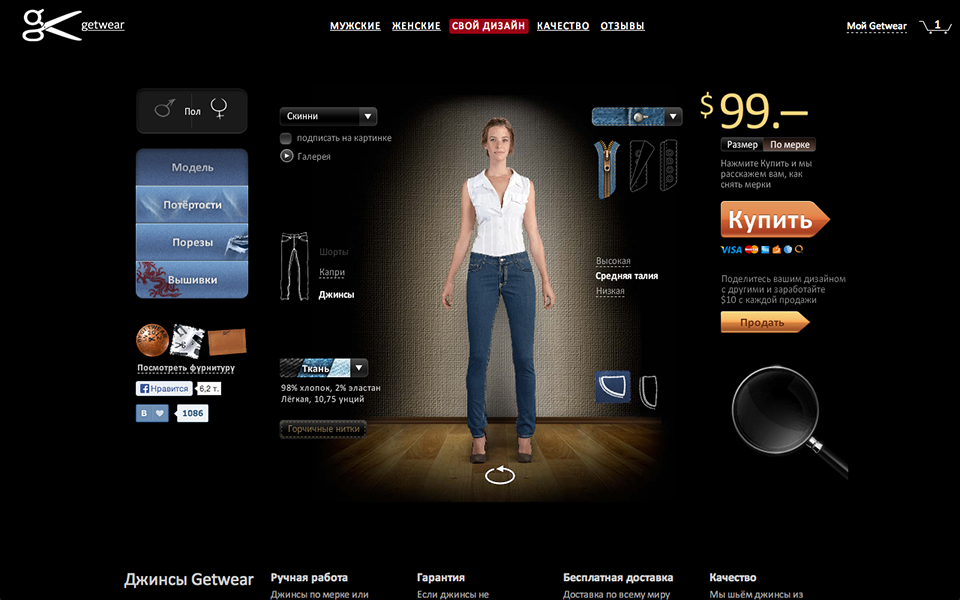 getwear
МУЖСКИЕ ЖЕНСКИЕ СВОЙ ДИЗАЙН КАЧЕСТВО ОТЗЫВЫ
Мой Getwear 1
Пол
Модель
Потёртости
Порезы
Вышивки
Посмотреть фурнитуру
Нравится 6,2 т.
В 1086
Скинни
подписать на картинке
Галерея
Шорты
Капри
Джинсы
Ткань
98% хлопок, 2% эластан
Лёгкая, 10,75 унций
Горчичные нитки
Высокая
Средняя талия
Низкая
$99.—
Размер По мерке
Нажмите Купить и мы
расскажем вам, как
снять мерки
Купить
VISA
Поделитесь вашим дизайном
с другими и заработайте
$10 с каждой продажи
Продать
Джинсы Getwear
Ручная работа
Джинсы по мерке или
Гарантия
Если джинсы не
Бесплатная доставка
Доставка по всему миру
Качество
Мы шьём джинсы из